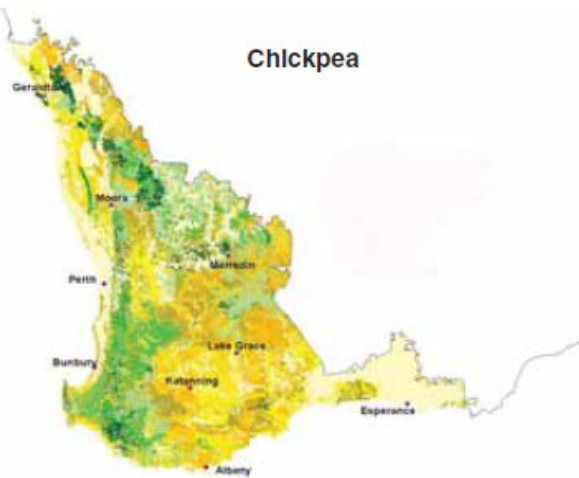 Chickpea
Geraldton
Moora
Merredin
Perth
Lake Grace
Bunbury
Katanning
Esperance
Albany